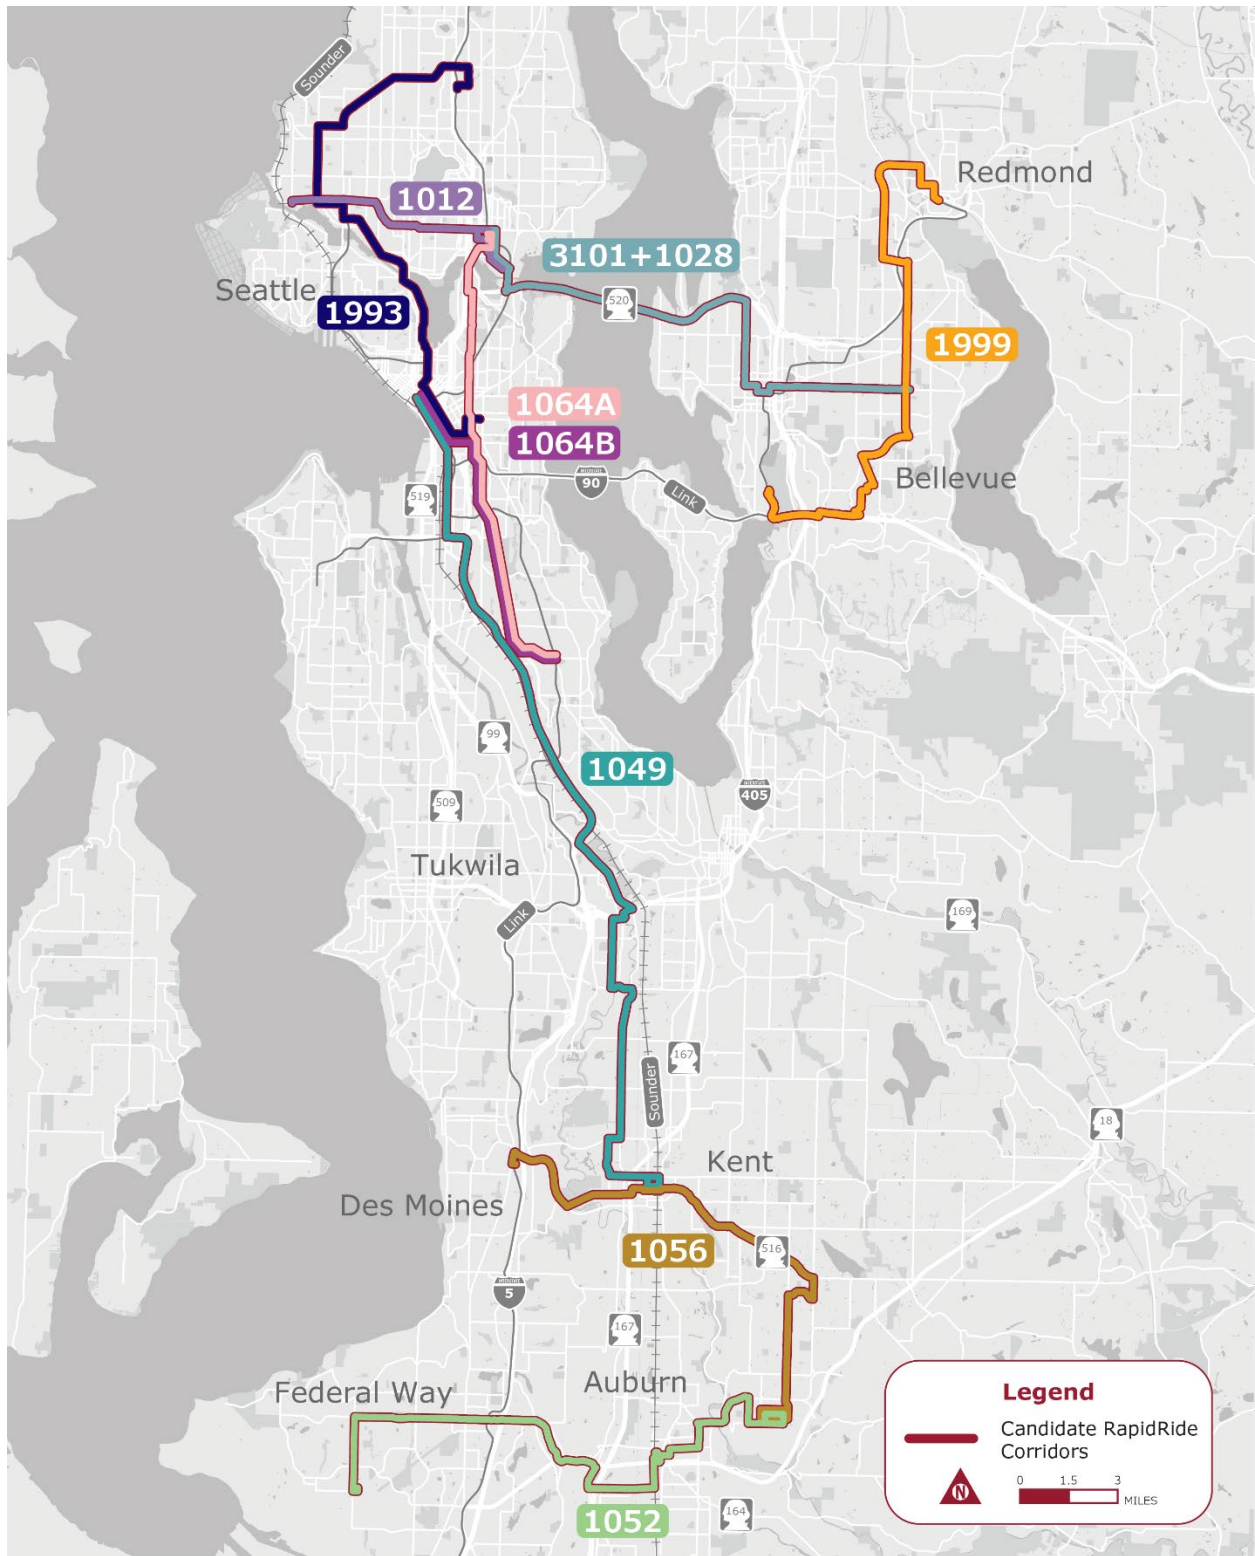 Sounder
Redmond
1012
3101+1028
Seattle
520
1993
1999
1064A
1064B
Bellevue
90
519
Link
99
1049
405
509
Tukwila
169
Link
167
Sounder
18
Kent
Des Moines
1056
516
5
167
Auburn
Federal Way
Legend
Candidate RapidRide
Corridors
N
0 1.5 3
MILES
164
1052